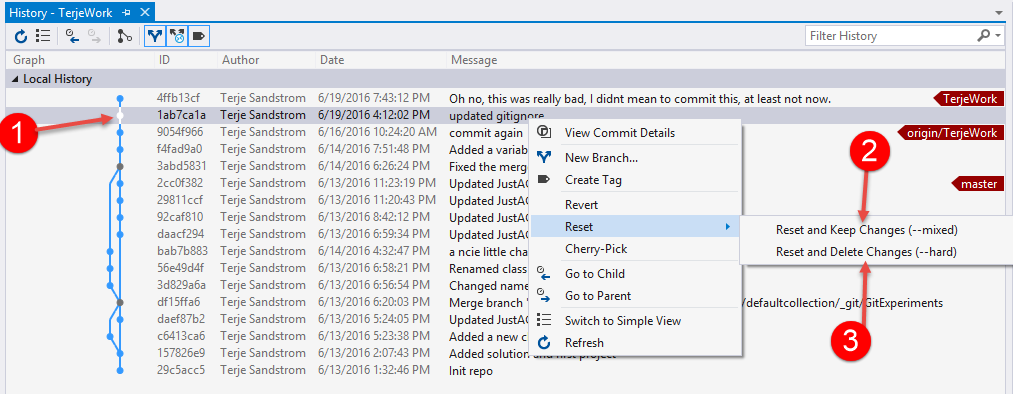 History - TerjeWork
Filter History
Graph ID Author Date Message
Local History
4ffb13cf Terje Sandstrom 6/19/2016 7:43:12 PM Oh no, this was really bad, I didnt mean to commit this, at least not now. TerjeWork
1ab7ca1a Terje Sandstrom 6/19/2016 4:12:02 PM updated gitignore
1
9054f966 Terje Sandstrom 6/16/2016 10:24:20 AM commit again origin/TerjeWork
f4fad9a0 Terje Sandstrom 6/14/2016 7:51:48 PM Added a variab
3abd5831 Terje Sandstrom 6/14/2016 6:26:24 PM Fixed the merge
2cc0f382 Terje Sandstrom 6/13/2016 11:23:19 PM Updated JustAC master
29811ccf Terje Sandstrom 6/13/2016 11:20:43 PM Updated JustAC
92caf810 Terje Sandstrom 6/13/2016 8:42:12 PM Updated JustAC
daacf294 Terje Sandstrom 6/13/2016 6:59:34 PM Updated JustAC
bab7b883 Terje Sandstrom 6/14/2016 4:32:47 PM a ncie little cha
56e49d4f Terje Sandstrom 6/13/2016 6:58:21 PM Renamed class
3d829a6a Terje Sandstrom 6/13/2016 6:56:54 PM Changed name
df15ffa6 Terje Sandstrom 6/13/2016 6:20:03 PM Merge branch ' /defaultcollection/_git/GitExperiments
daef87b2 Terje Sandstrom 6/13/2016 5:24:05 PM Updated JustAC
c6413ca6 Terje Sandstrom 6/13/2016 5:23:38 PM Added a new c
157826e9 Terje Sandstrom 6/13/2016 2:07:43 PM Added solution and first project
29c5acc5 Terje Sandstrom 6/13/2016 1:32:46 PM Init repo
View Commit Details
New Branch...
Create Tag
Revert
Reset
Cherry-Pick
Go to Child
Go to Parent
Switch to Simple View
Refresh
2
Reset and Keep Changes (--mixed)
Reset and Delete Changes (--hard)
3